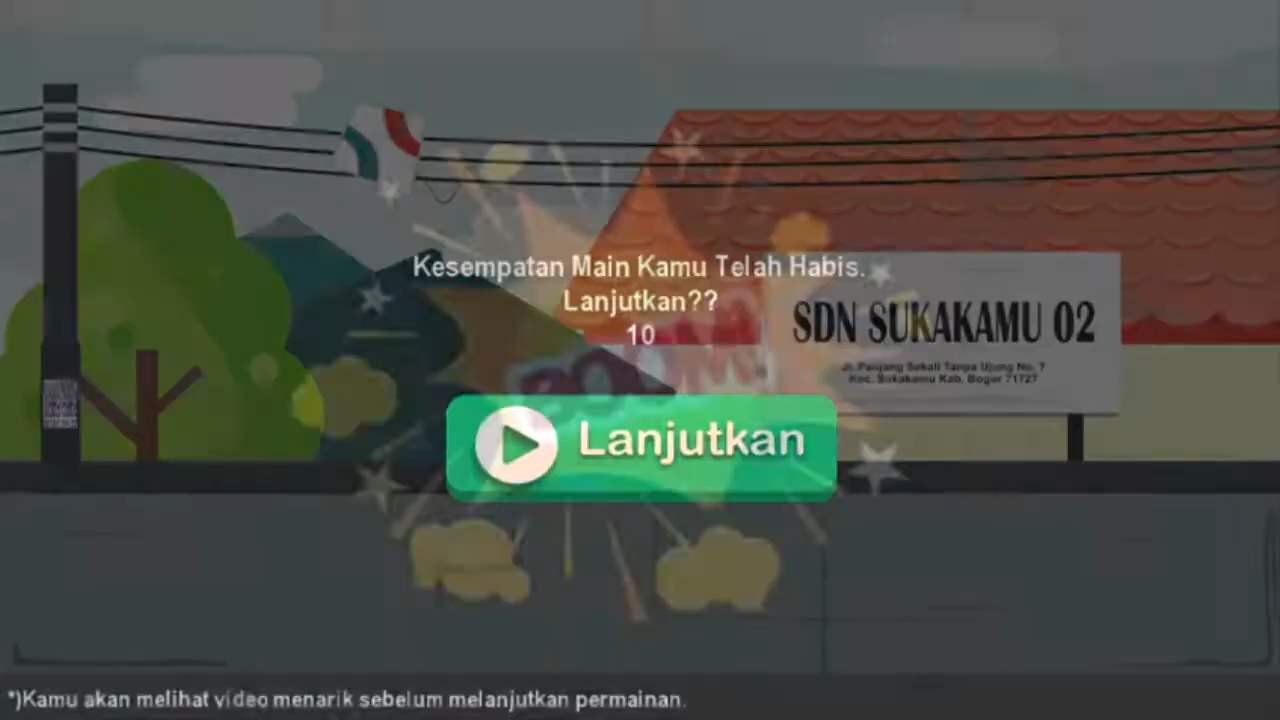 Kesempatan Main Kamu Telah Habis.
Lanjutkan??
10
BOOM!
SDN SUKAKAMU 02
Jl. Panjang Sekali Tanpa Ujung No. 7
Kec. Sukakamu Kab. Bogor 71727
Lanjutkan
*)Kamu akan melihat video menarik sebelum melanjutkan permainan.